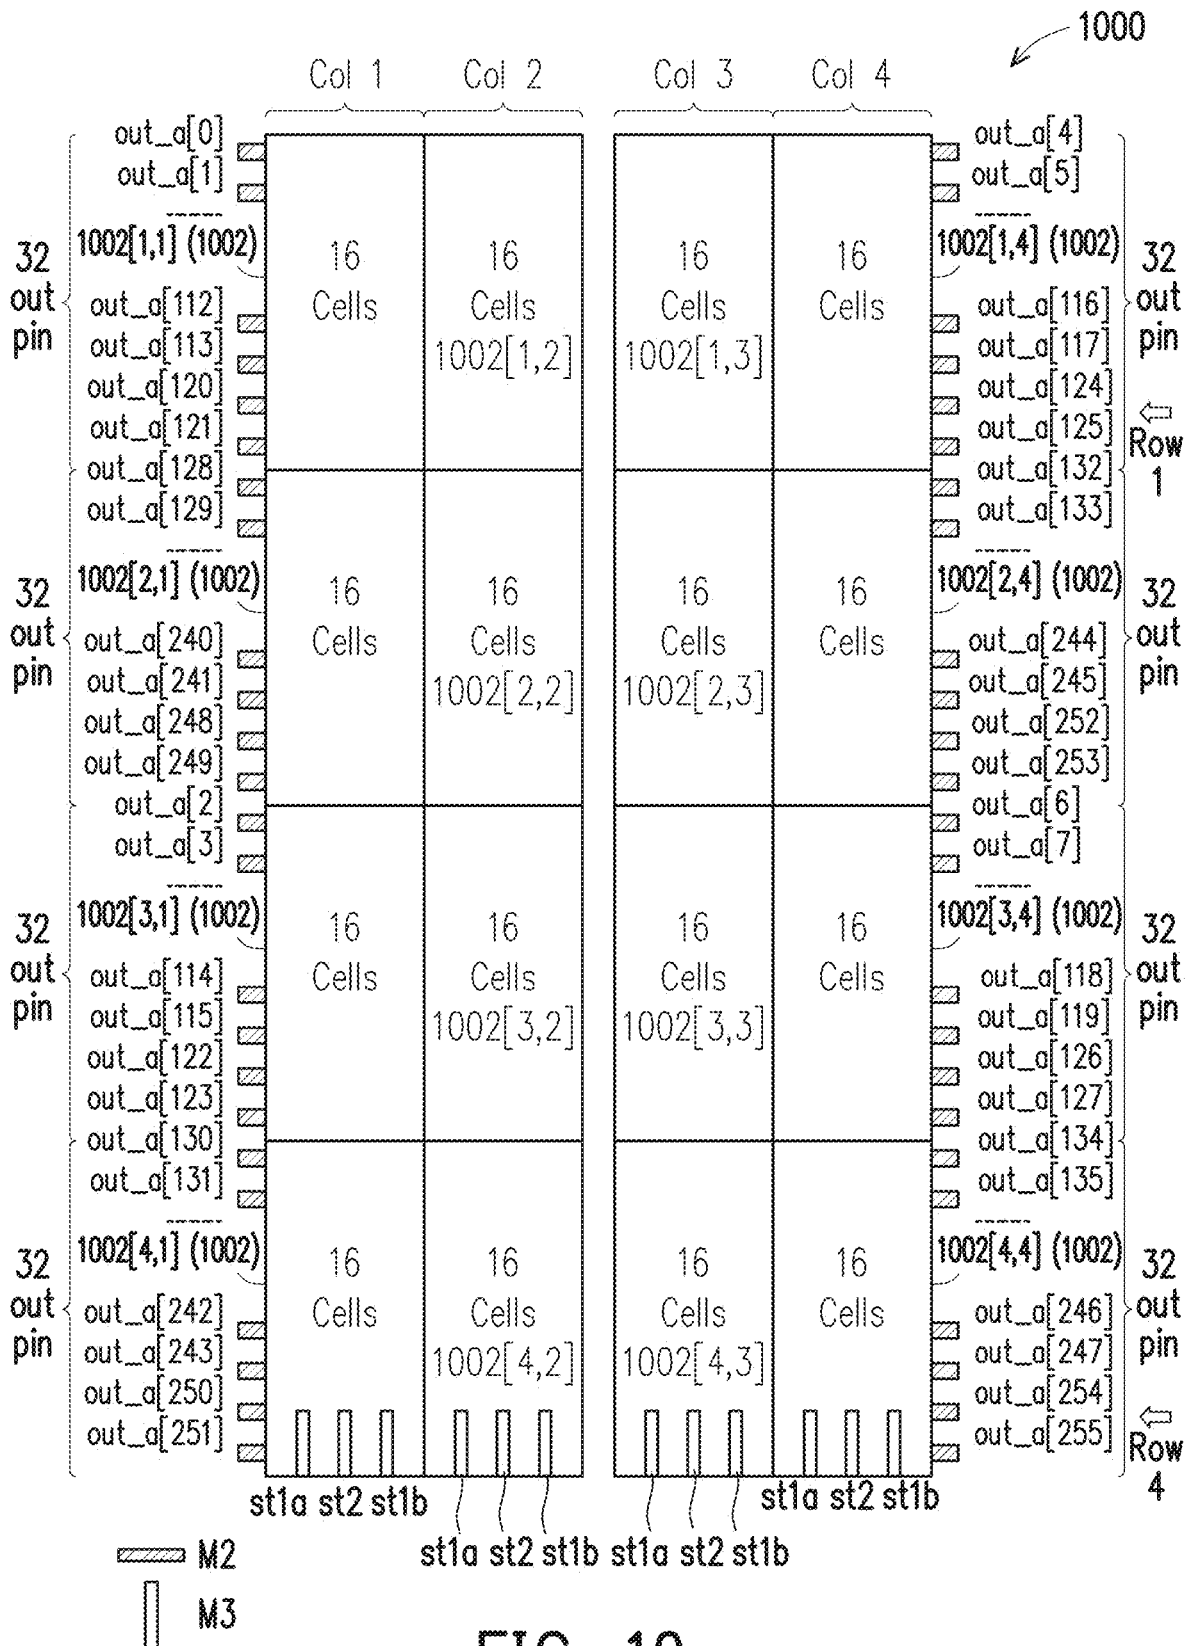 1000
Col 1 Col 2 Col 3 Col 4
out_a[0]
out_a[1]
1002[1,1] (1002)
32
out
pin
out_a[112]
out_a[113]
out_a[120]
out_a[121]
out_a[128]
out_a[129]
1002[2,1] (1002)
32
out
pin
out_a[240]
out_a[241]
out_a[248]
out_a[249]
out_a[2]
out_a[3]
1002[3,1] (1002)
32
out
pin
out_a[114]
out_a[115]
out_a[122]
out_a[123]
out_a[130]
out_a[131]
1002[4,1] (1002)
32
out
pin
out_a[242]
out_a[243]
out_a[250]
out_a[251]
16
Cells
16
Cells
1002[1,2]
16
Cells
1002[1,3]
16
Cells
16
Cells
16
Cells
1002[2,2]
16
Cells
1002[2,3]
16
Cells
16
Cells
16
Cells
1002[3,2]
16
Cells
1002[3,3]
16
Cells
16
Cells
16
Cells
1002[4,2]
16
Cells
1002[4,3]
16
Cells
out_a[4]
out_a[5]
1002[1,4] (1002)
32
out
pin
out_a[116]
out_a[117]
out_a[124]
out_a[125]
Row
1
out_a[132]
out_a[133]
1002[2,4] (1002)
32
out
pin
out_a[244]
out_a[245]
out_a[252]
out_a[253]
out_a[6]
out_a[7]
1002[3,4] (1002)
32
out
pin
out_a[118]
out_a[119]
out_a[126]
out_a[127]
out_a[134]
out_a[135]
1002[4,4] (1002)
32
out
pin
out_a[246]
out_a[247]
out_a[254]
out_a[255]
Row
4
st1a st2 st1b
st1a st2 st1b
st1a st2 st1b
st1a st2 st1b
M2
M3